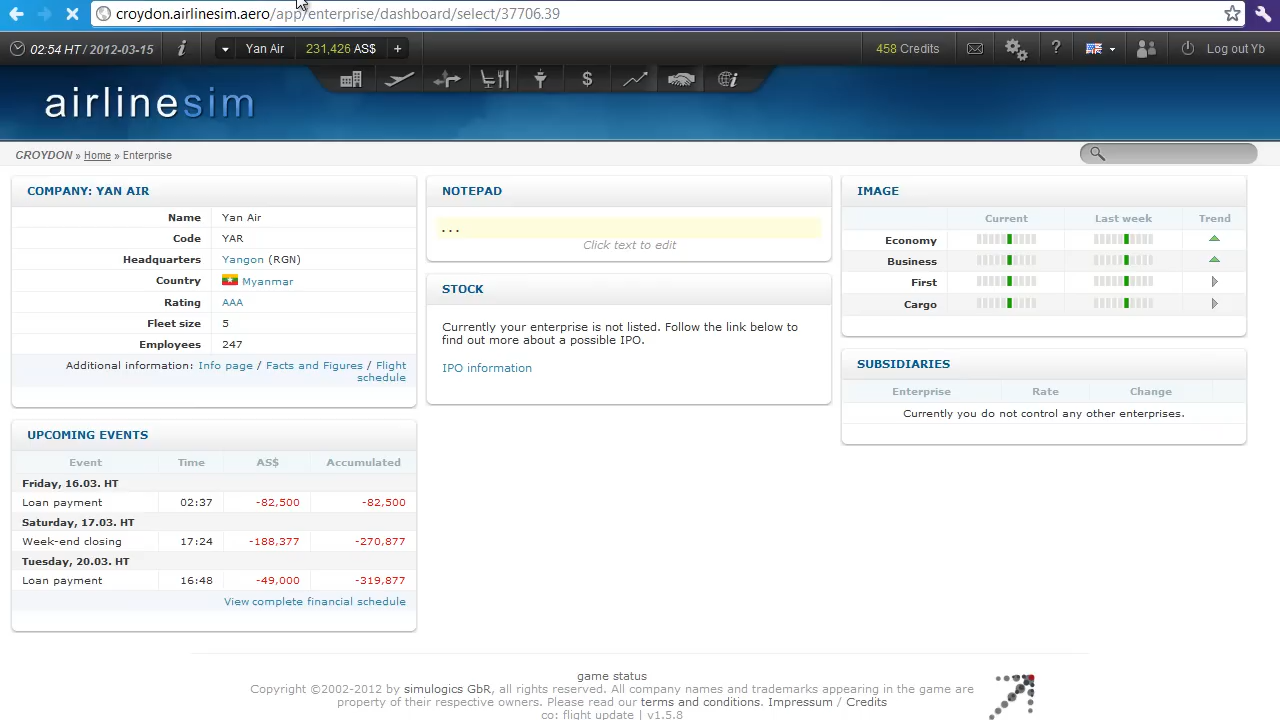 croydon.airlinesim.aero/app/enterprise/dashboard/select/37706.39
02:54 HT / 2012-03-15 i Yan Air 231,426 AS$ + 458 Credits ? Log out Yb
airlinesim
CROYDON » Home » Enterprise
COMPANY: YAN AIR
Name Yan Air
Code YAR
Headquarters Yangon (RGN)
Country Myanmar
Rating AAA
Fleet size 5
Employees 247
Additional information: Info page / Facts and Figures / Flight
schedule
UPCOMING EVENTS
Event Time AS$ Accumulated
Friday, 16.03. HT
Loan payment 02:37 -82,500 -82,500
Saturday, 17.03. HT
Week-end closing 17:24 -188,377 -270,877
Tuesday, 20.03. HT
Loan payment 16:48 -49,000 -319,877
View complete financial schedule
NOTEPAD
...
Click text to edit
STOCK
Currently your enterprise is not listed. Follow the link below to
find out more about a possible IPO.
IPO information
IMAGE
Current Last week Trend
Economy
Business
First
Cargo
SUBSIDIARIES
Enterprise Rate Change
Currently you do not control any other enterprises.
game status
Copyright ©2002-2012 by simulogics GbR, all rights reserved. All company names and trademarks appearing in the game are
property of their respective owners. Please read our terms and conditions. Impressum / Credits
co: flight update | v1.5.8